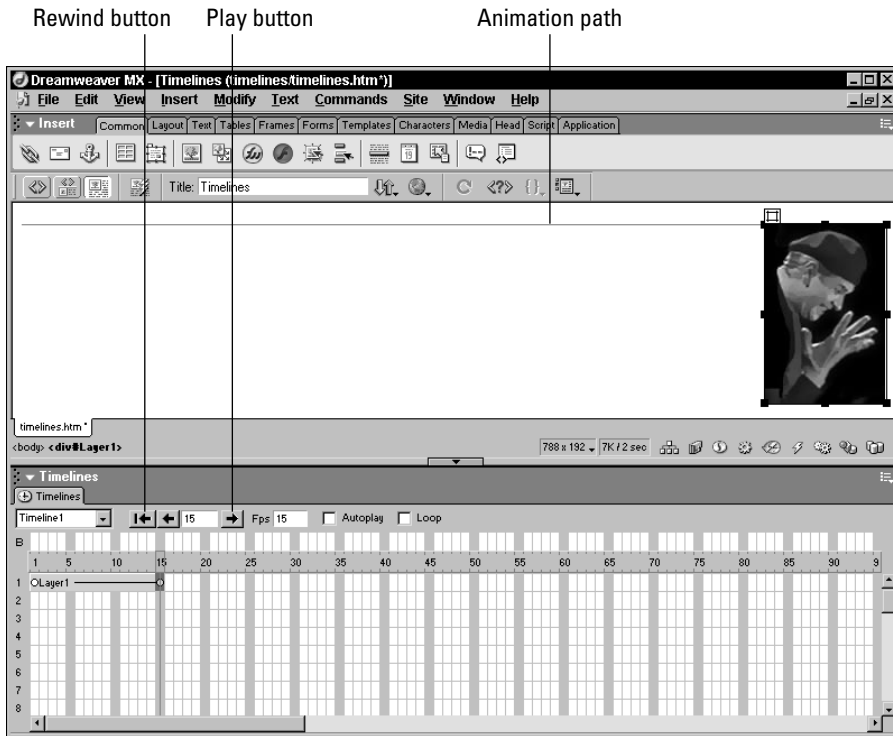 Rewind button Play button Animation path
Dreamweaver MX - [Timelines (timelines/timelines.htm*)]
File Edit View Insert Modify Text Commands Site Window Help
Insert Common Layout Text Tables Frames Forms Templates Characters Media Head Script Application
Title: Timelines
timelines.htm*
<body> <div#Layer1> 788 x 192 7K / 2 sec
Timelines
Timelines
Timeline1 15 Fps 15 Autoplay Loop
B
1 5 10 15 20 25 30 35 40 45 50 55 60 65 70 75 80 85 90 9
1 Layer1
2
3
4
5
6
7
8